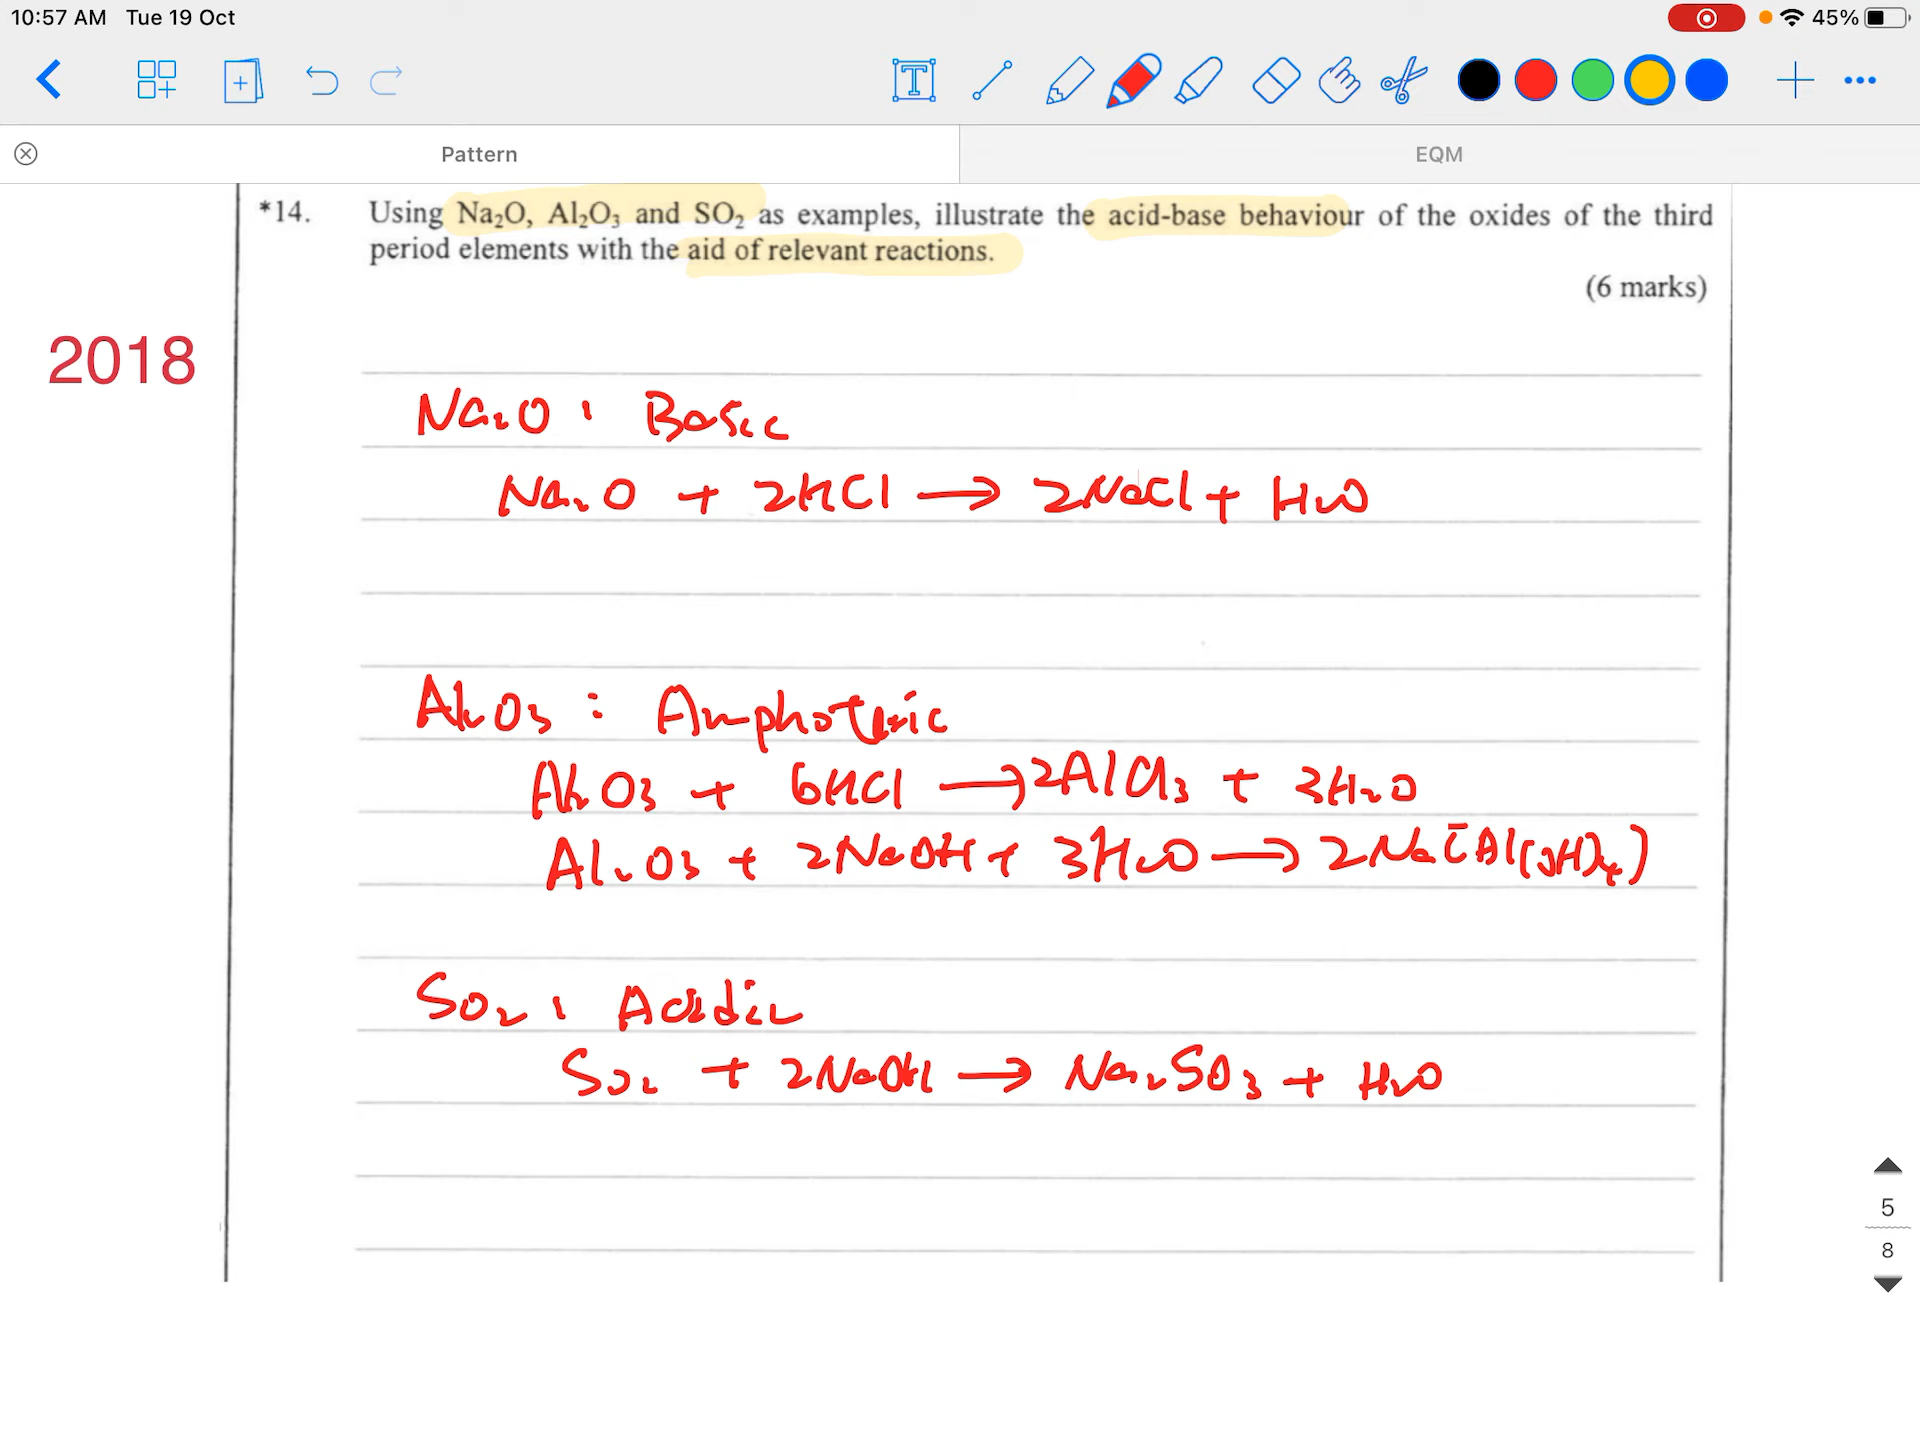 10:57 AM Tue 19 Oct
45%
T
Pattern
EQM
*14. Using Na₂O, Al₂O₃ and SO₂ as examples, illustrate the acid-base behaviour of the oxides of the third
period elements with the aid of relevant reactions.
(6 marks)
2018
Na₂O : Basic
Na₂O + 2HCl → 2NaCl + H₂O
Al₂O₃ : Amphoteric
Al₂O₃ + 6HCl → 2AlCl₃ + 3H₂O
Al₂O₃ + 2NaOH + 3H₂O → 2Na[Al(OH)₄)
SO₂ : Acidic
SO₂ + 2NaOH → Na₂SO₃ + H₂O
5
8